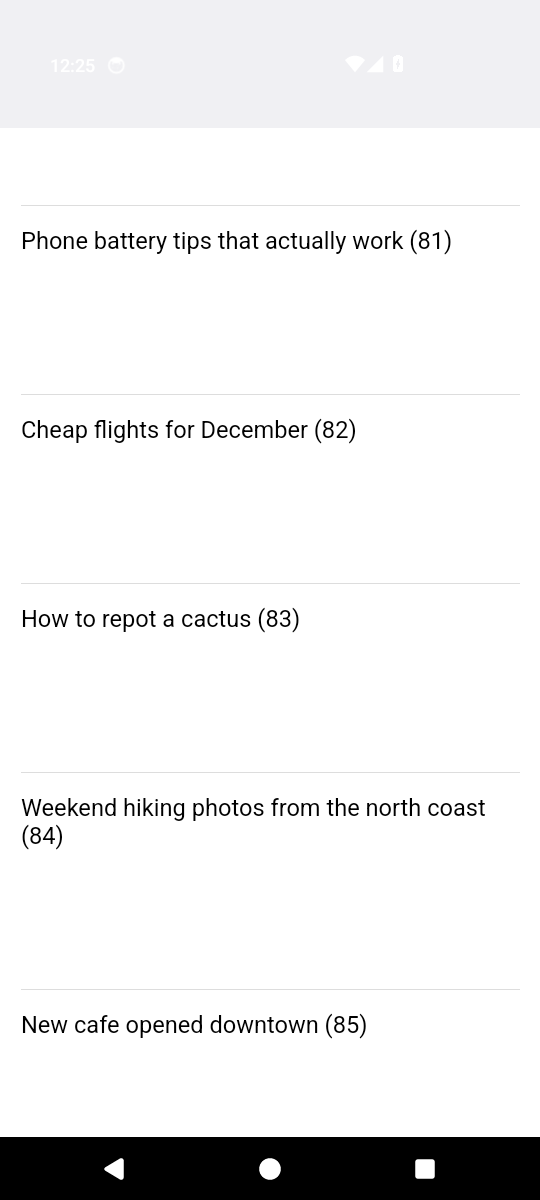 12:25
Phone battery tips that actually work (81)
Cheap flights for December (82)
How to repot a cactus (83)
Weekend hiking photos from the north coast
(84)
New cafe opened downtown (85)